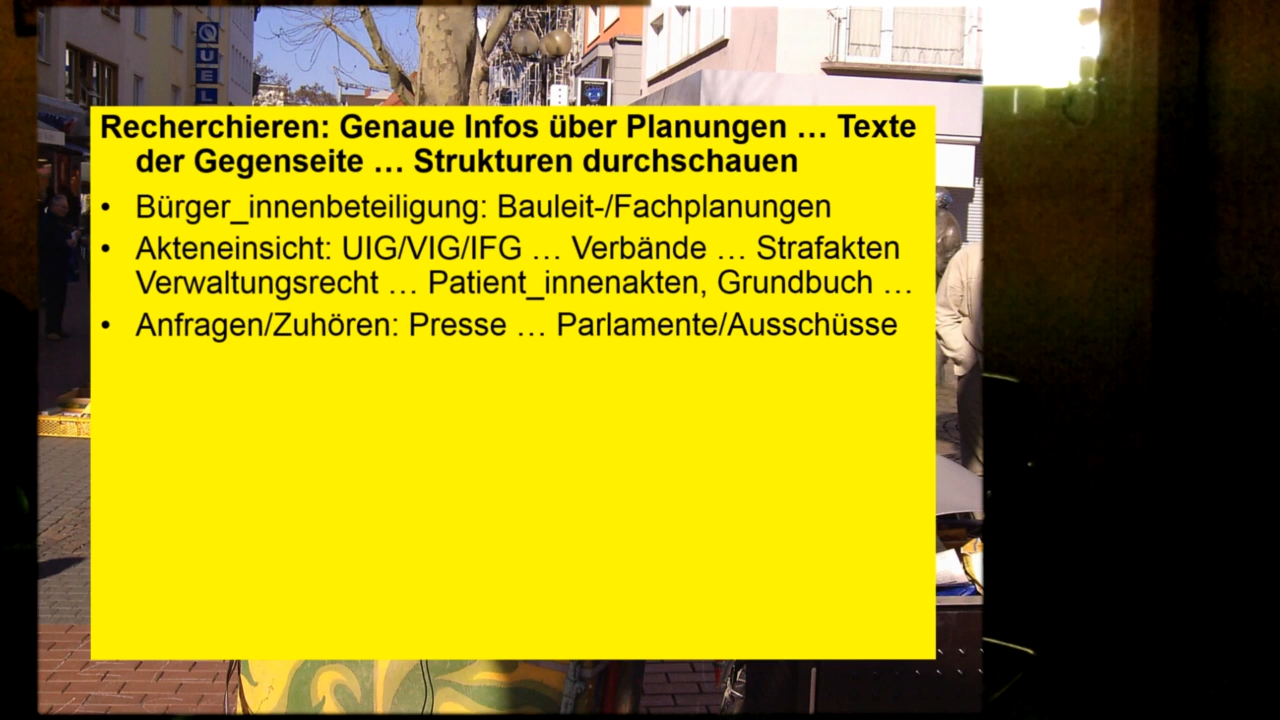 QUEL
Recherchieren: Genaue Infos über Planungen … Texte
der Gegenseite … Strukturen durchschauen
• Bürger_innenbeteiligung: Bauleit-/Fachplanungen
• Akteneinsicht: UIG/VIG/IFG … Verbände … Strafakten
Verwaltungsrecht … Patient_innenakten, Grundbuch …
• Anfragen/Zuhören: Presse … Parlamente/Ausschüsse